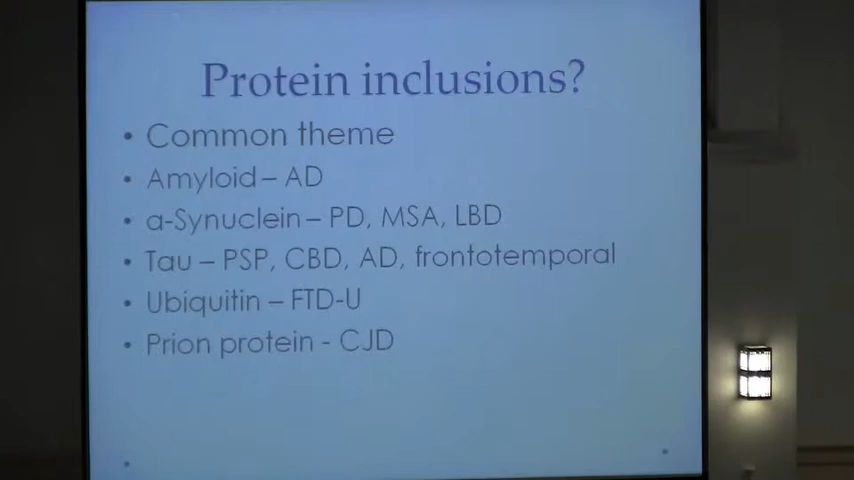 Protein inclusions?
• Common theme
• Amyloid – AD
• α-Synuclein – PD, MSA, LBD
• Tau – PSP, CBD, AD, frontotemporal
• Ubiquitin – FTD-U
• Prion protein - CJD